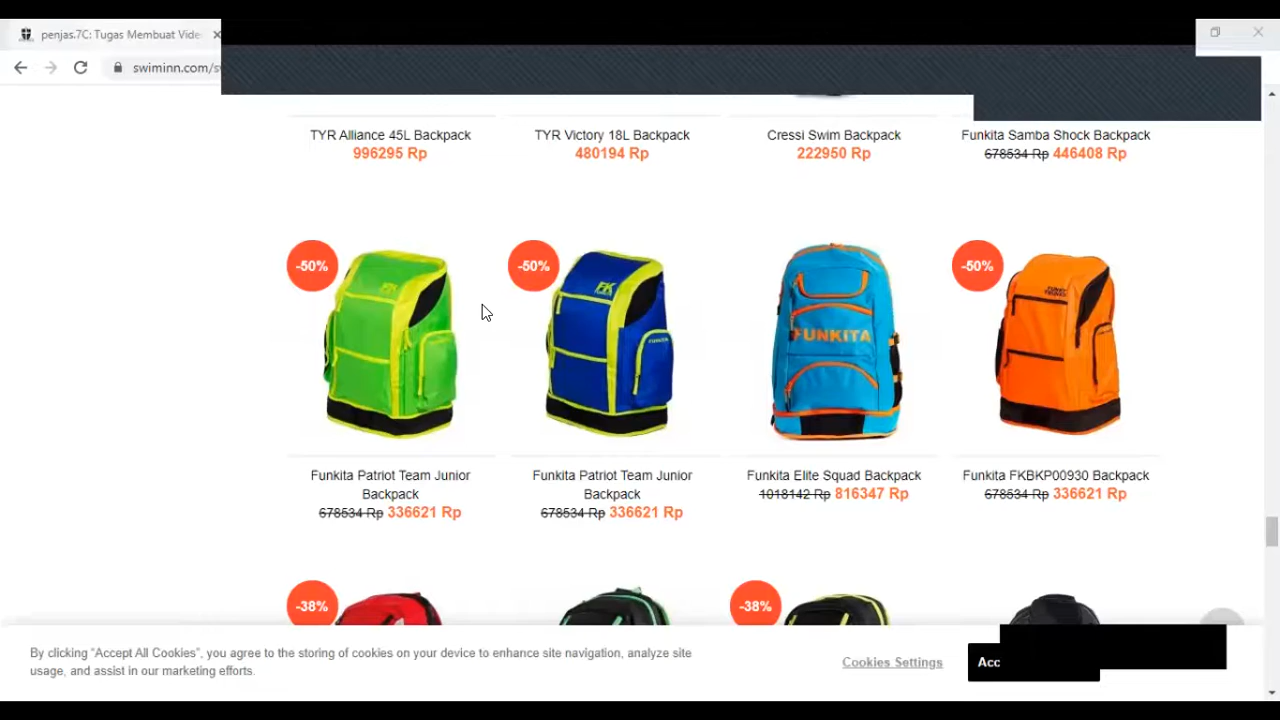 penjas.7C: Tugas Membuat Vide
swiminn.com/s
TYR Alliance 45L Backpack
996295 Rp
TYR Victory 18L Backpack
480194 Rp
Cressi Swim Backpack
222950 Rp
Funkita Samba Shock Backpack
678534 Rp 446408 Rp
-50%
-50%
-50%
FK
FUNKITA
FUNKITA
Funkita Patriot Team Junior
Backpack
678534 Rp 336621 Rp
Funkita Patriot Team Junior
Backpack
678534 Rp 336621 Rp
Funkita Elite Squad Backpack
1018142 Rp 816347 Rp
Funkita FKBKP00930 Backpack
678534 Rp 336621 Rp
-38%
-38%
By clicking “Accept All Cookies”, you agree to the storing of cookies on your device to enhance site navigation, analyze site
usage, and assist in our marketing efforts.
Cookies Settings
Acc